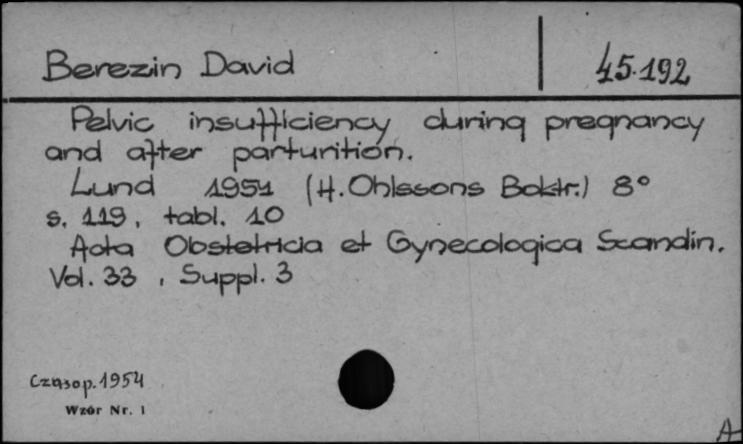 Berezin David 45.192
Pelvic insufficiency during pregnancy
and after parturition.
Lund 1954 (H. Ohlssons Boktr.) 8°
s. 119, tabl. 10
Acta Obstetricia et Gynecologica Scandin.
Vol. 33, Suppl. 3
Czasop. 1954
Wzór Nr. 1
A